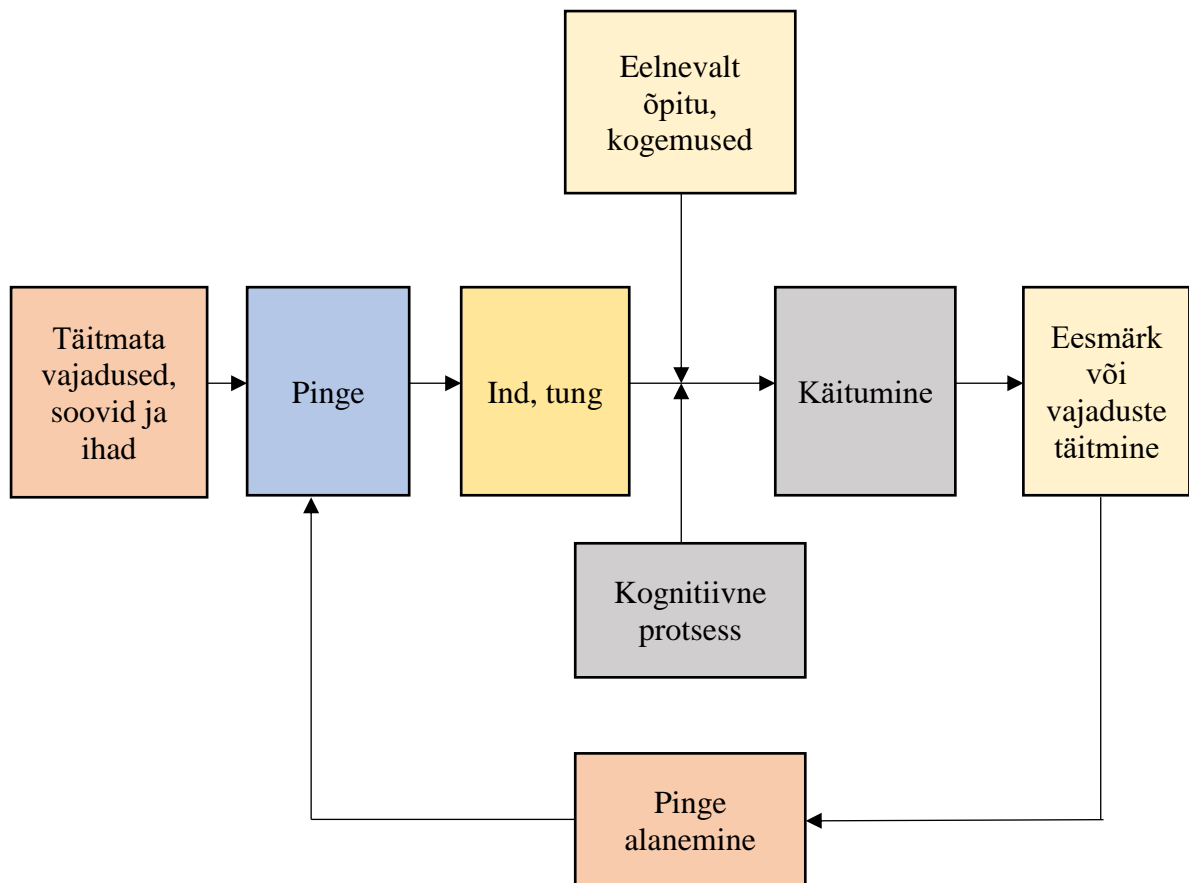 Eelnevalt
õpitu,
kogemused
Täitmata
vajadused,
soovid ja
ihad
Pinge
Ind, tung
Käitumine
Eesmärk
või
vajaduste
täitmine
Kognitiivne
protsess
Pinge
alanemine